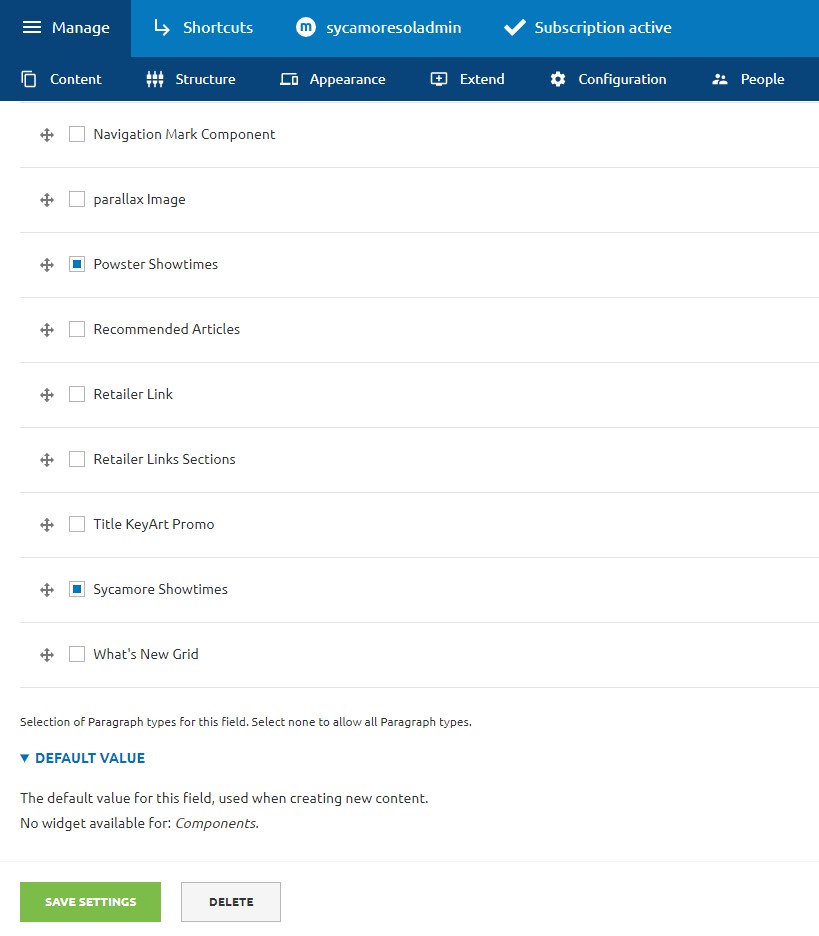 Manage Shortcuts m sycamoresoladmin Subscription active
Content Structure Appearance Extend Configuration People
Navigation Mark Component
parallax Image
Powster Showtimes
Recommended Articles
Retailer Link
Retailer Links Sections
Title KeyArt Promo
Sycamore Showtimes
What's New Grid
Selection of Paragraph types for this field. Select none to allow all Paragraph types.
DEFAULT VALUE
The default value for this field, used when creating new content.
No widget available for: Components.
SAVE SETTINGS DELETE